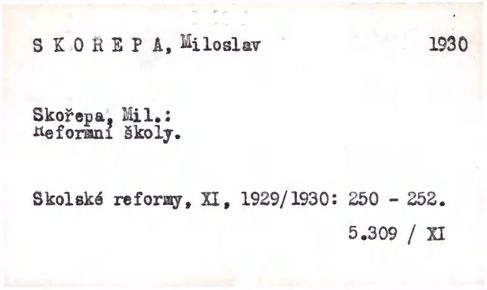 S K O Ř E P A, Miloslav 1930
Skořepa, Mil.:
Reformní školy.
Školské reformy, XI, 1929/1930: 250 - 252.
5.309 / XI